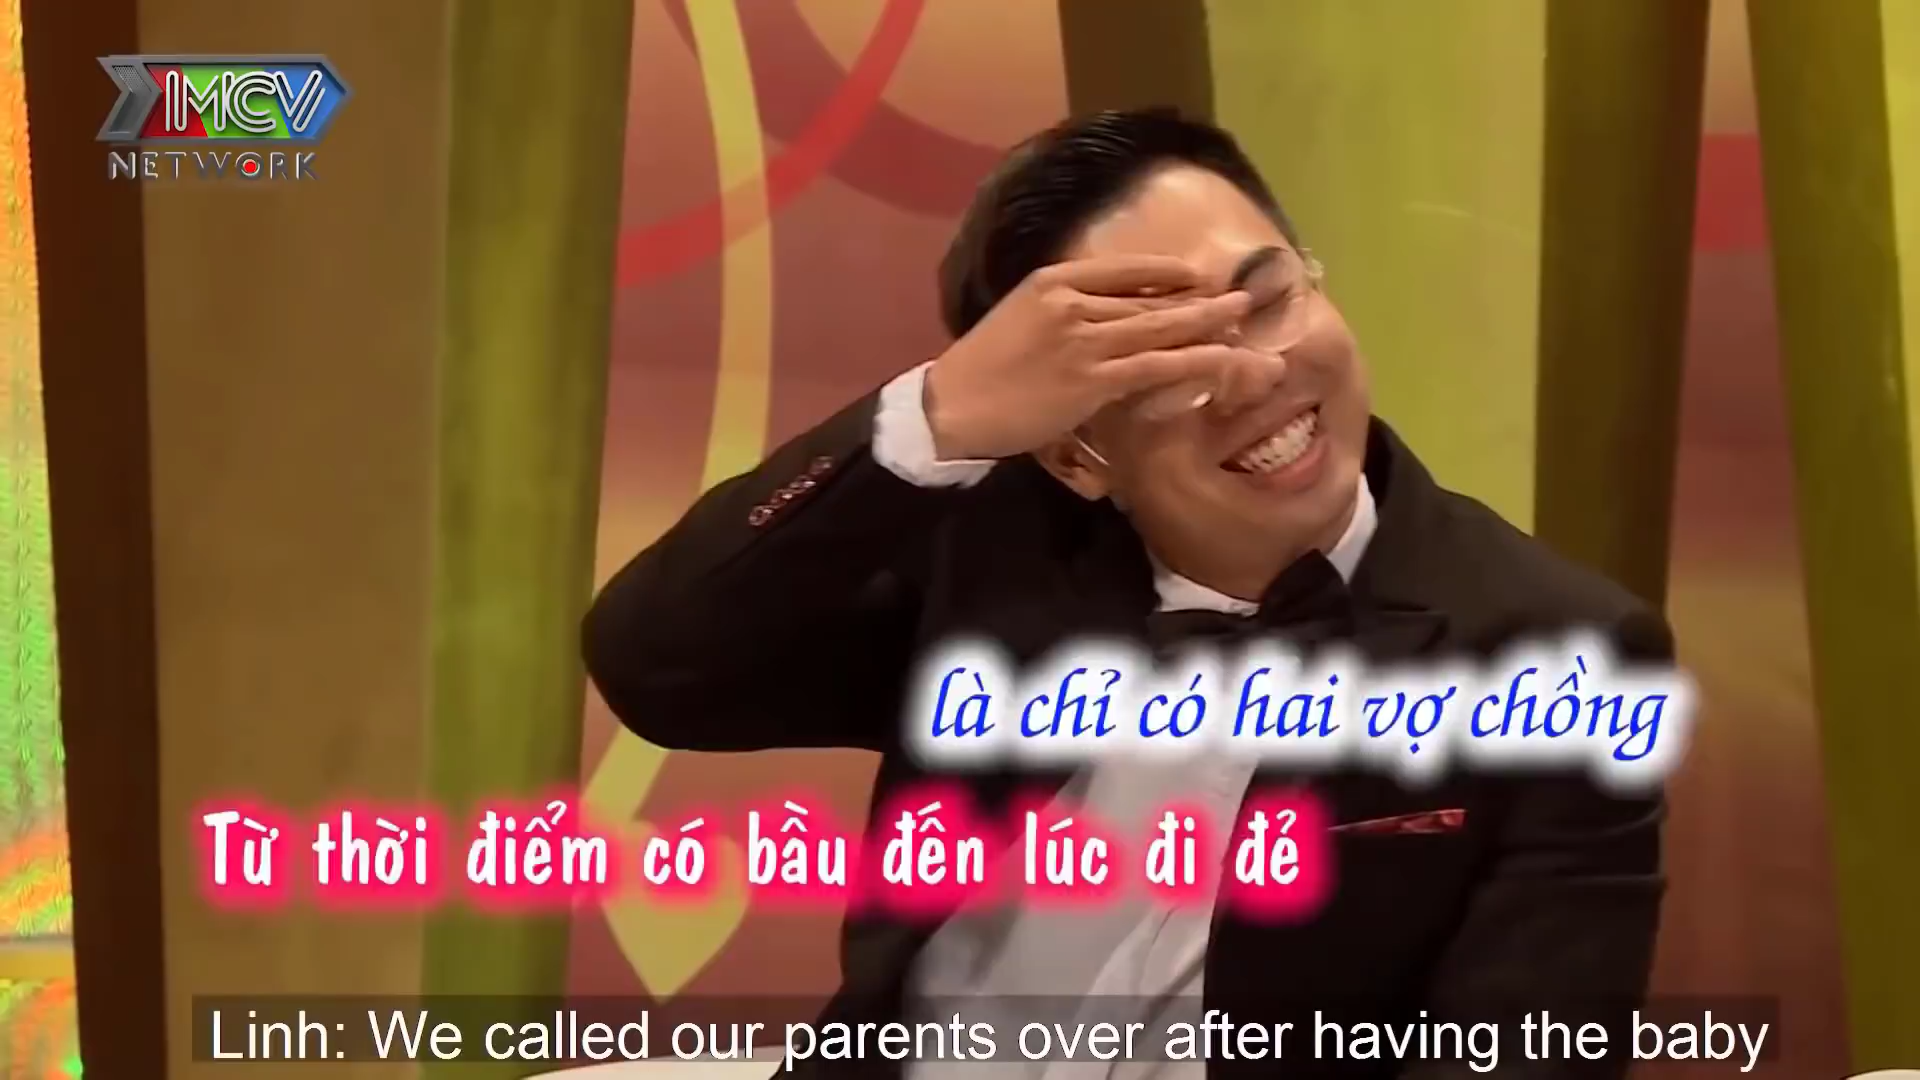 MCV
NETWORK
là chỉ có hai vợ chồng
Từ thời điểm có bầu đến lúc đi đẻ
Linh: We called our parents over after having the baby